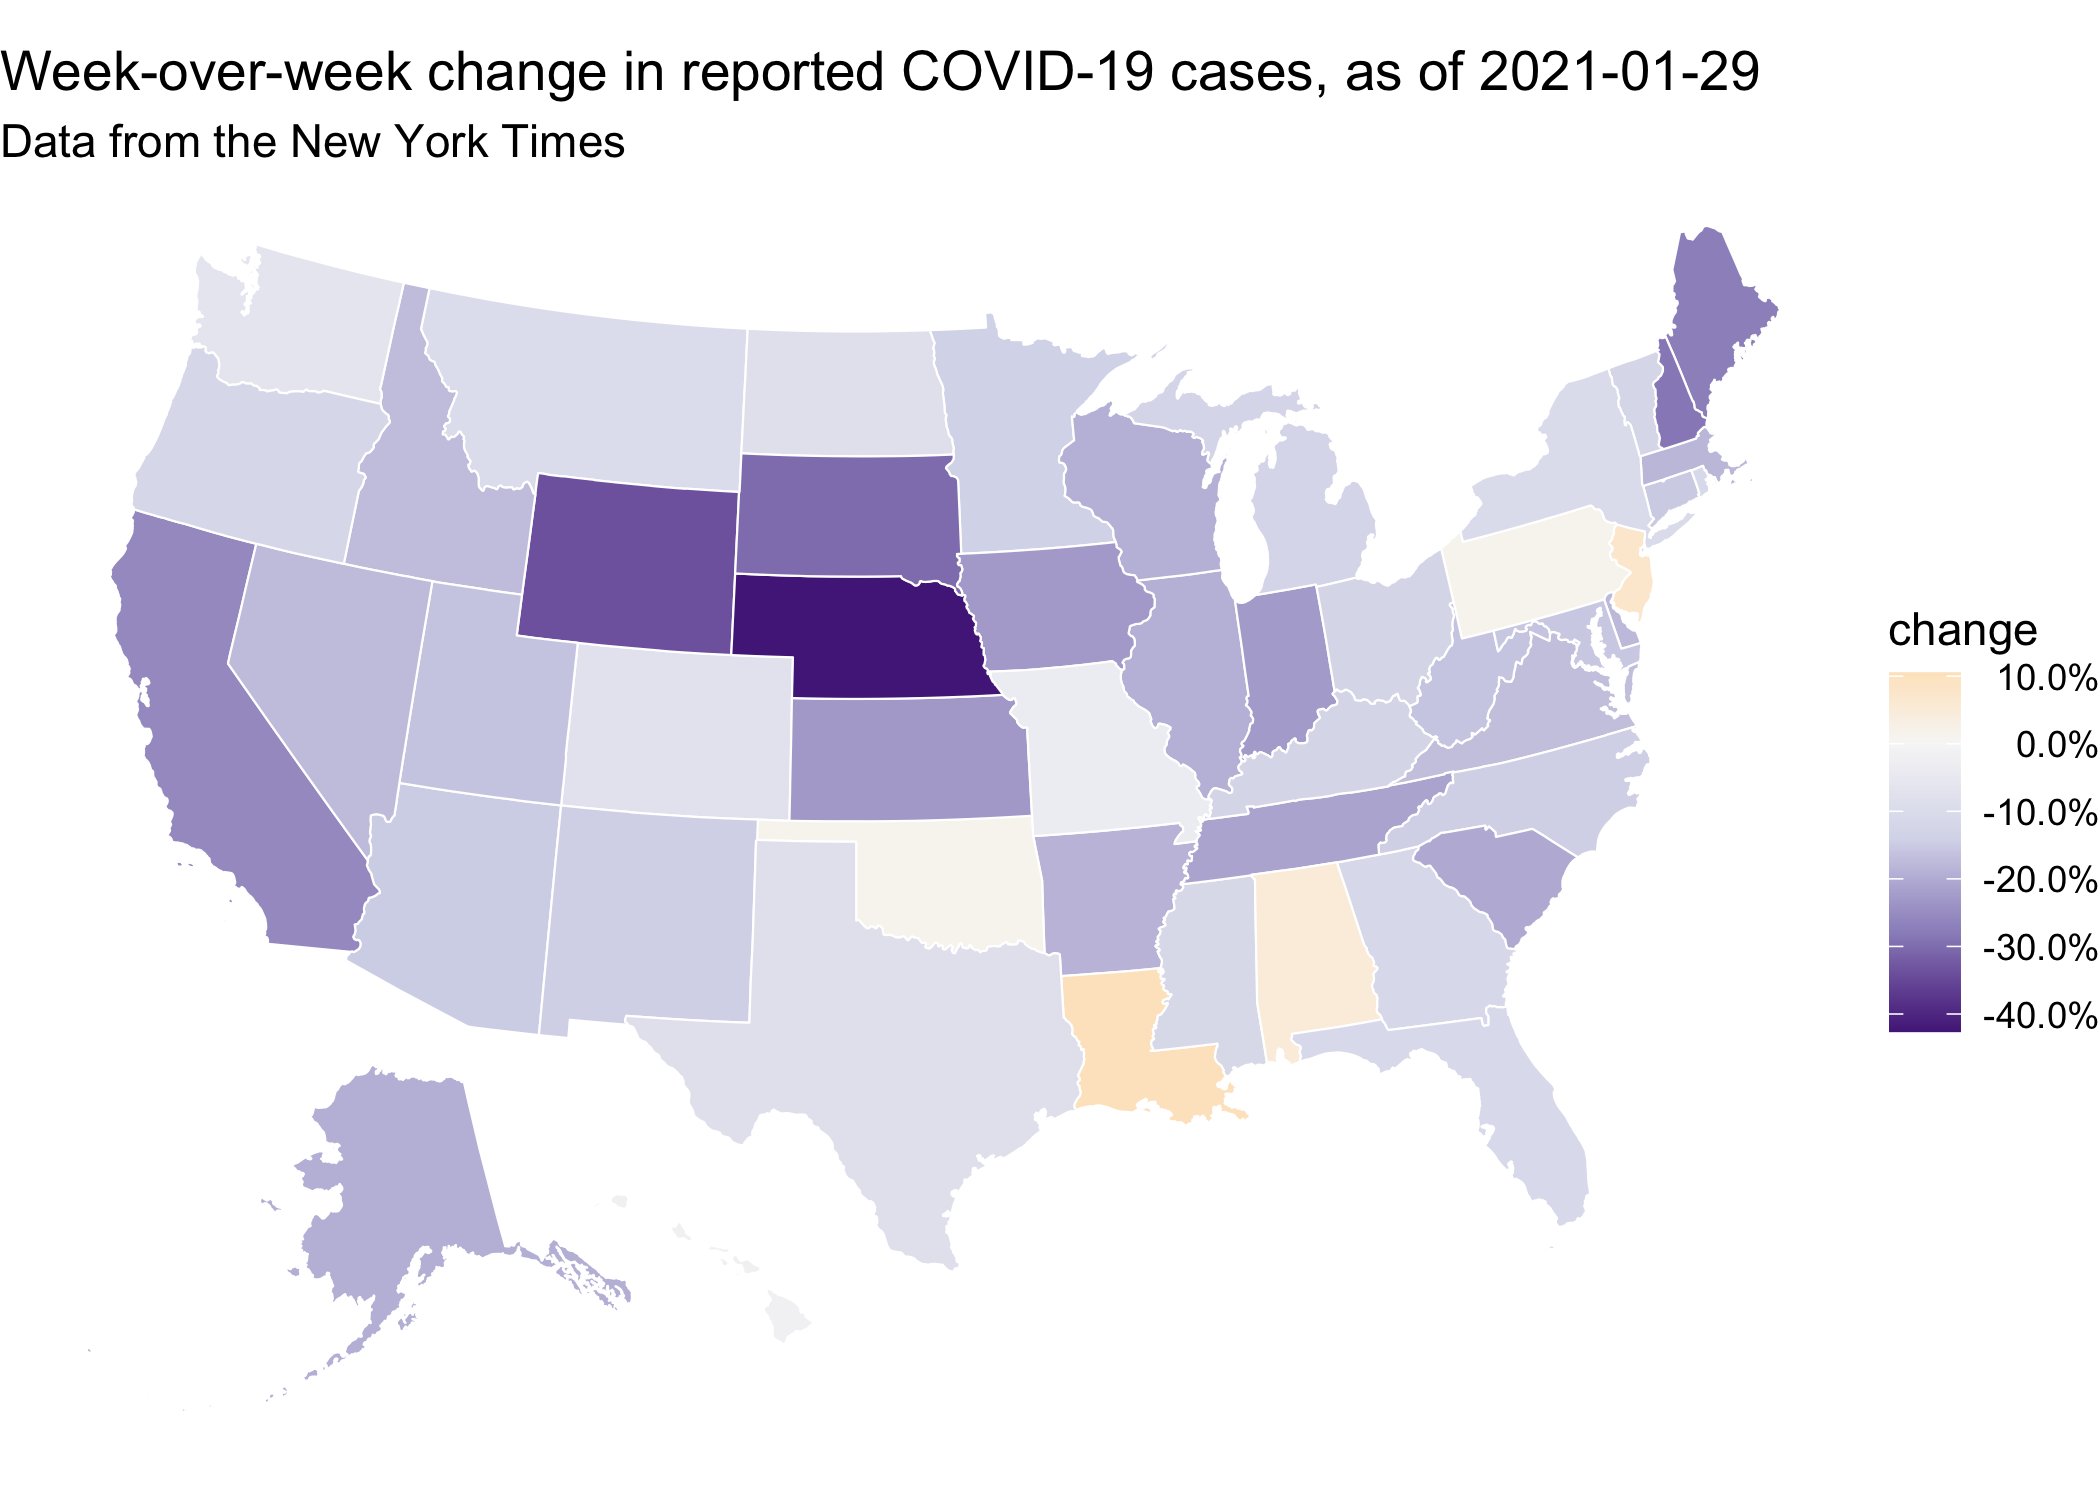 Week-over-week change in reported COVID-19 cases, as of 2021-01-29
Data from the New York Times
change
10.0%
0.0%
-10.0%
-20.0%
-30.0%
-40.0%